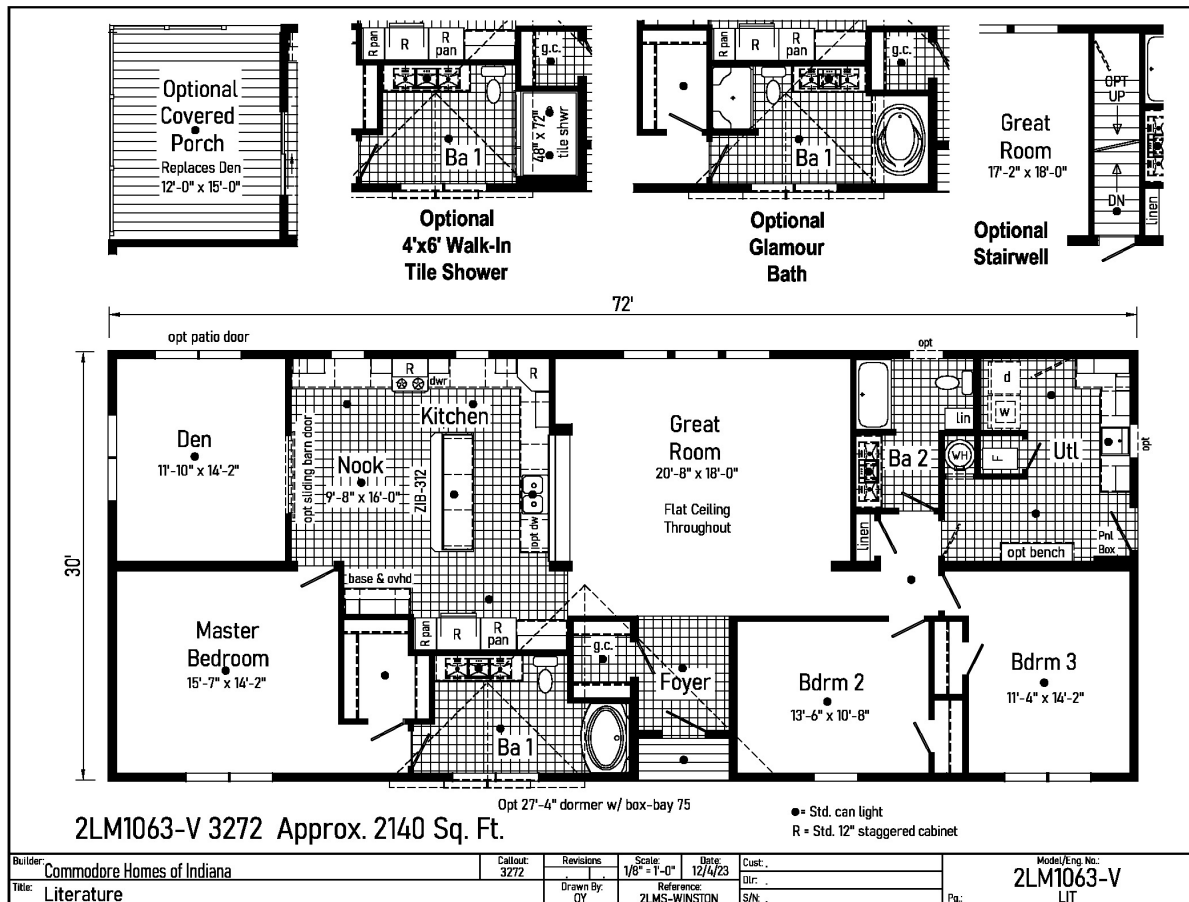 Optional
Covered
Porch
Replaces Den
12'-0" x 15'-0"
R pan
R
R
pan
g.c.
Ba 1
48" x 72"
tile shwr
Optional
4'x6' Walk-In
Tile Shower
R pan
R
R
pan
g.c.
Ba 1
Optional
Glamour
Bath
Great
Room
17'-2" x 18'-0"
OPT
UP
DN
linen
Optional
Stairwell
72'
30'
opt patio door
opt
Den
11'-10" x 14'-2"
opt sliding barn door
R
dwr
R
Kitchen
Nook
9'-8" x 16'-0"
ZIB-312
opt dw
base & ovhd
Great
Room
20'-8" x 18'-0"
Flat Ceiling
Throughout
lin
Ba 2
linen
d
w
WH
F
Utl
opt
opt bench
Pnl
Box
Master
Bedroom
15'-7" x 14'-2"
R pan
R
R
pan
g.c.
Ba 1
Foyer
Bdrm 2
13'-6" x 10'-8"
Bdrm 3
11'-4" x 14'-2"
Opt 27'-4" dormer w/ box-bay 75
2LM1063-V 3272 Approx. 2140 Sq. Ft.
●= Std. can light
R = Std. 12" staggered cabinet
Builder: Commodore Homes of Indiana
Title: Literature
Callout:
3272
Revisions
Drawn By:
OY
Scale:
1/8" = 1'-0"
Date:
12/4/23
Reference:
2LMS-WINSTON
Cust: .
Dlr: .
S/N: .
Model/Eng. No.:
2LM1063-V
Pg.: LIT